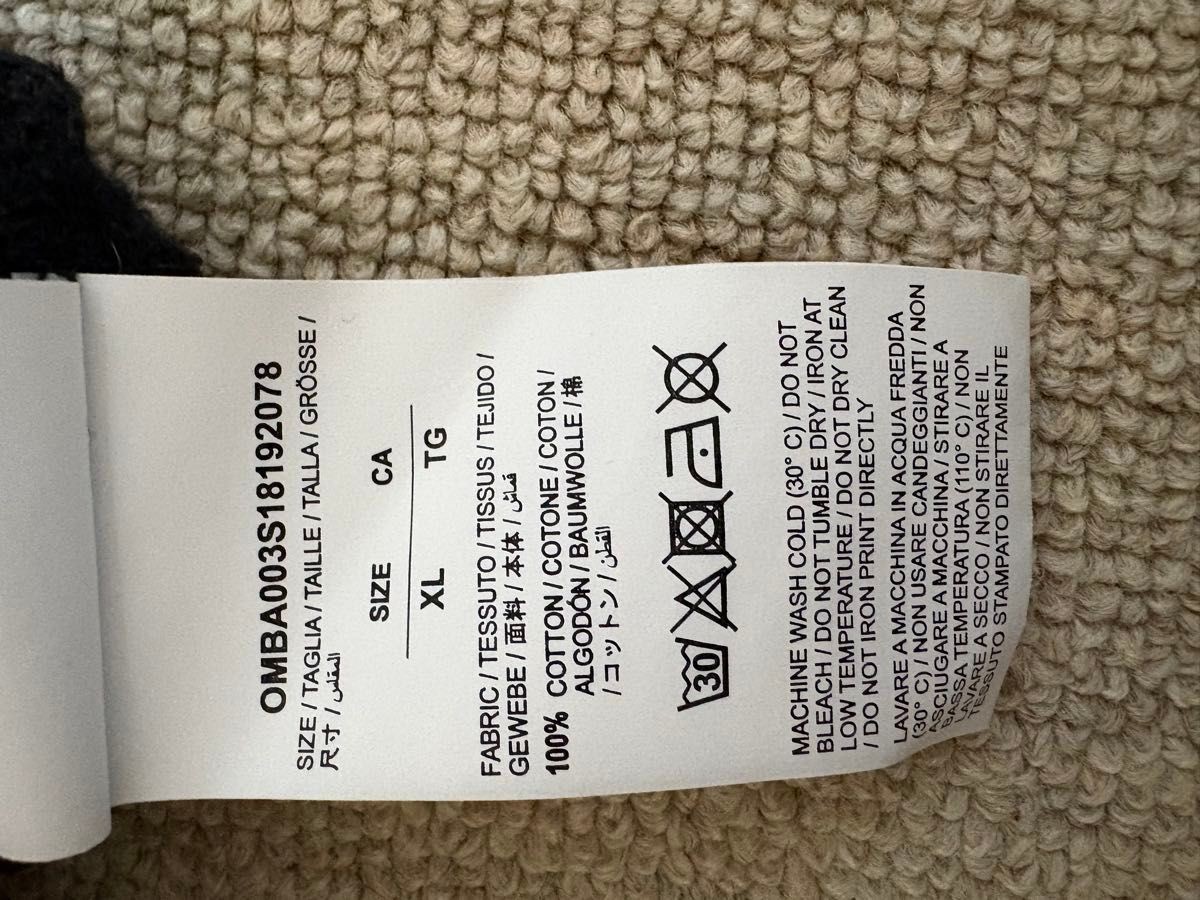 OMBA003S18192078
SIZE / TAGLIA / TAILLE / TALLA / GRÖSSE /
尺寸 / المقاس
SIZE CA
XL TG
FABRIC / TESSUTO / TISSUS / TEJIDO /
GEWEBE / 面料 / 本体 / قماش
100% COTTON / COTONE / COTON /
ALGODÓN / BAUMWOLLE / 棉
/ コットン / القطن
30
MACHINE WASH COLD (30° C) / DO NOT
BLEACH / DO NOT TUMBLE DRY / IRON AT
LOW TEMPERATURE / DO NOT DRY CLEAN
/ DO NOT IRON PRINT DIRECTLY
LAVARE A MACCHINA IN ACQUA FREDDA
(30° C) / NON USARE CANDEGGIANTI / NON
ASCIUGARE A MACCHINA / STIRARE A
BASSA TEMPERATURA (110° C) / NON
LAVARE A SECCO / NON STIRARE IL
TESSUTO STAMPATO DIRETTAMENTE